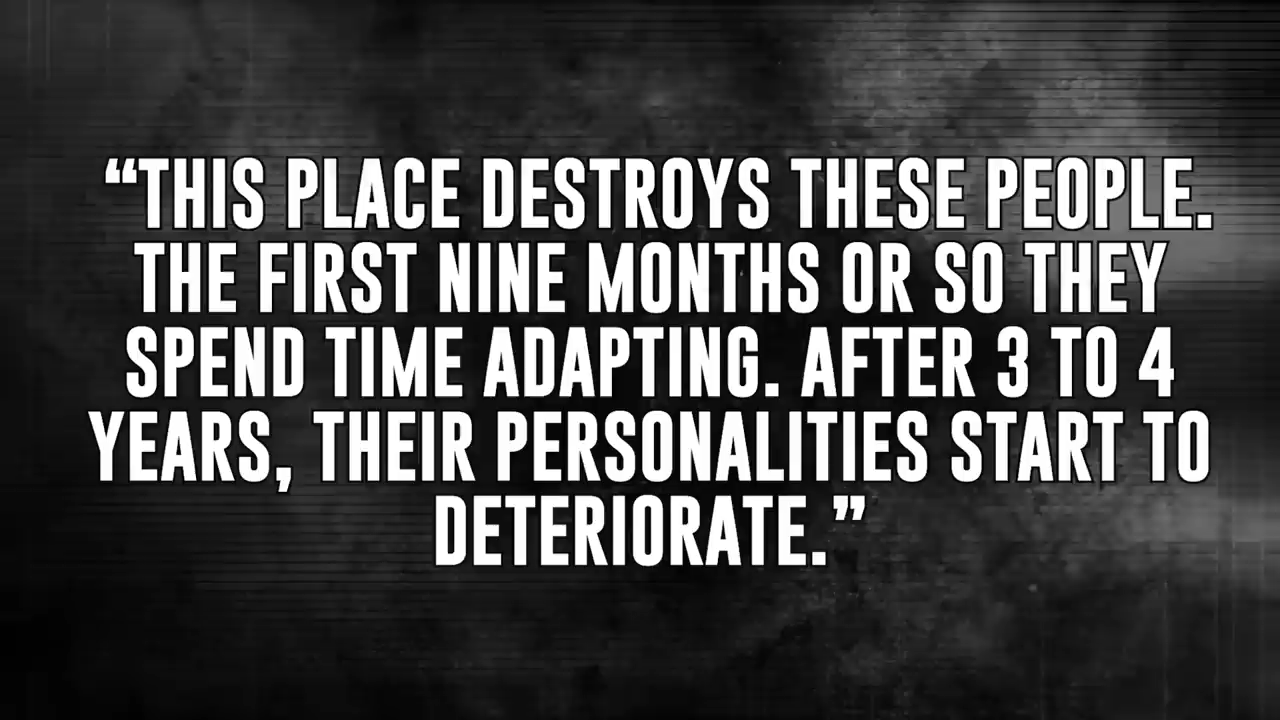 “THIS PLACE DESTROYS THESE PEOPLE.
THE FIRST NINE MONTHS OR SO THEY
SPEND TIME ADAPTING. AFTER 3 TO 4
YEARS, THEIR PERSONALITIES START TO
DETERIORATE.”